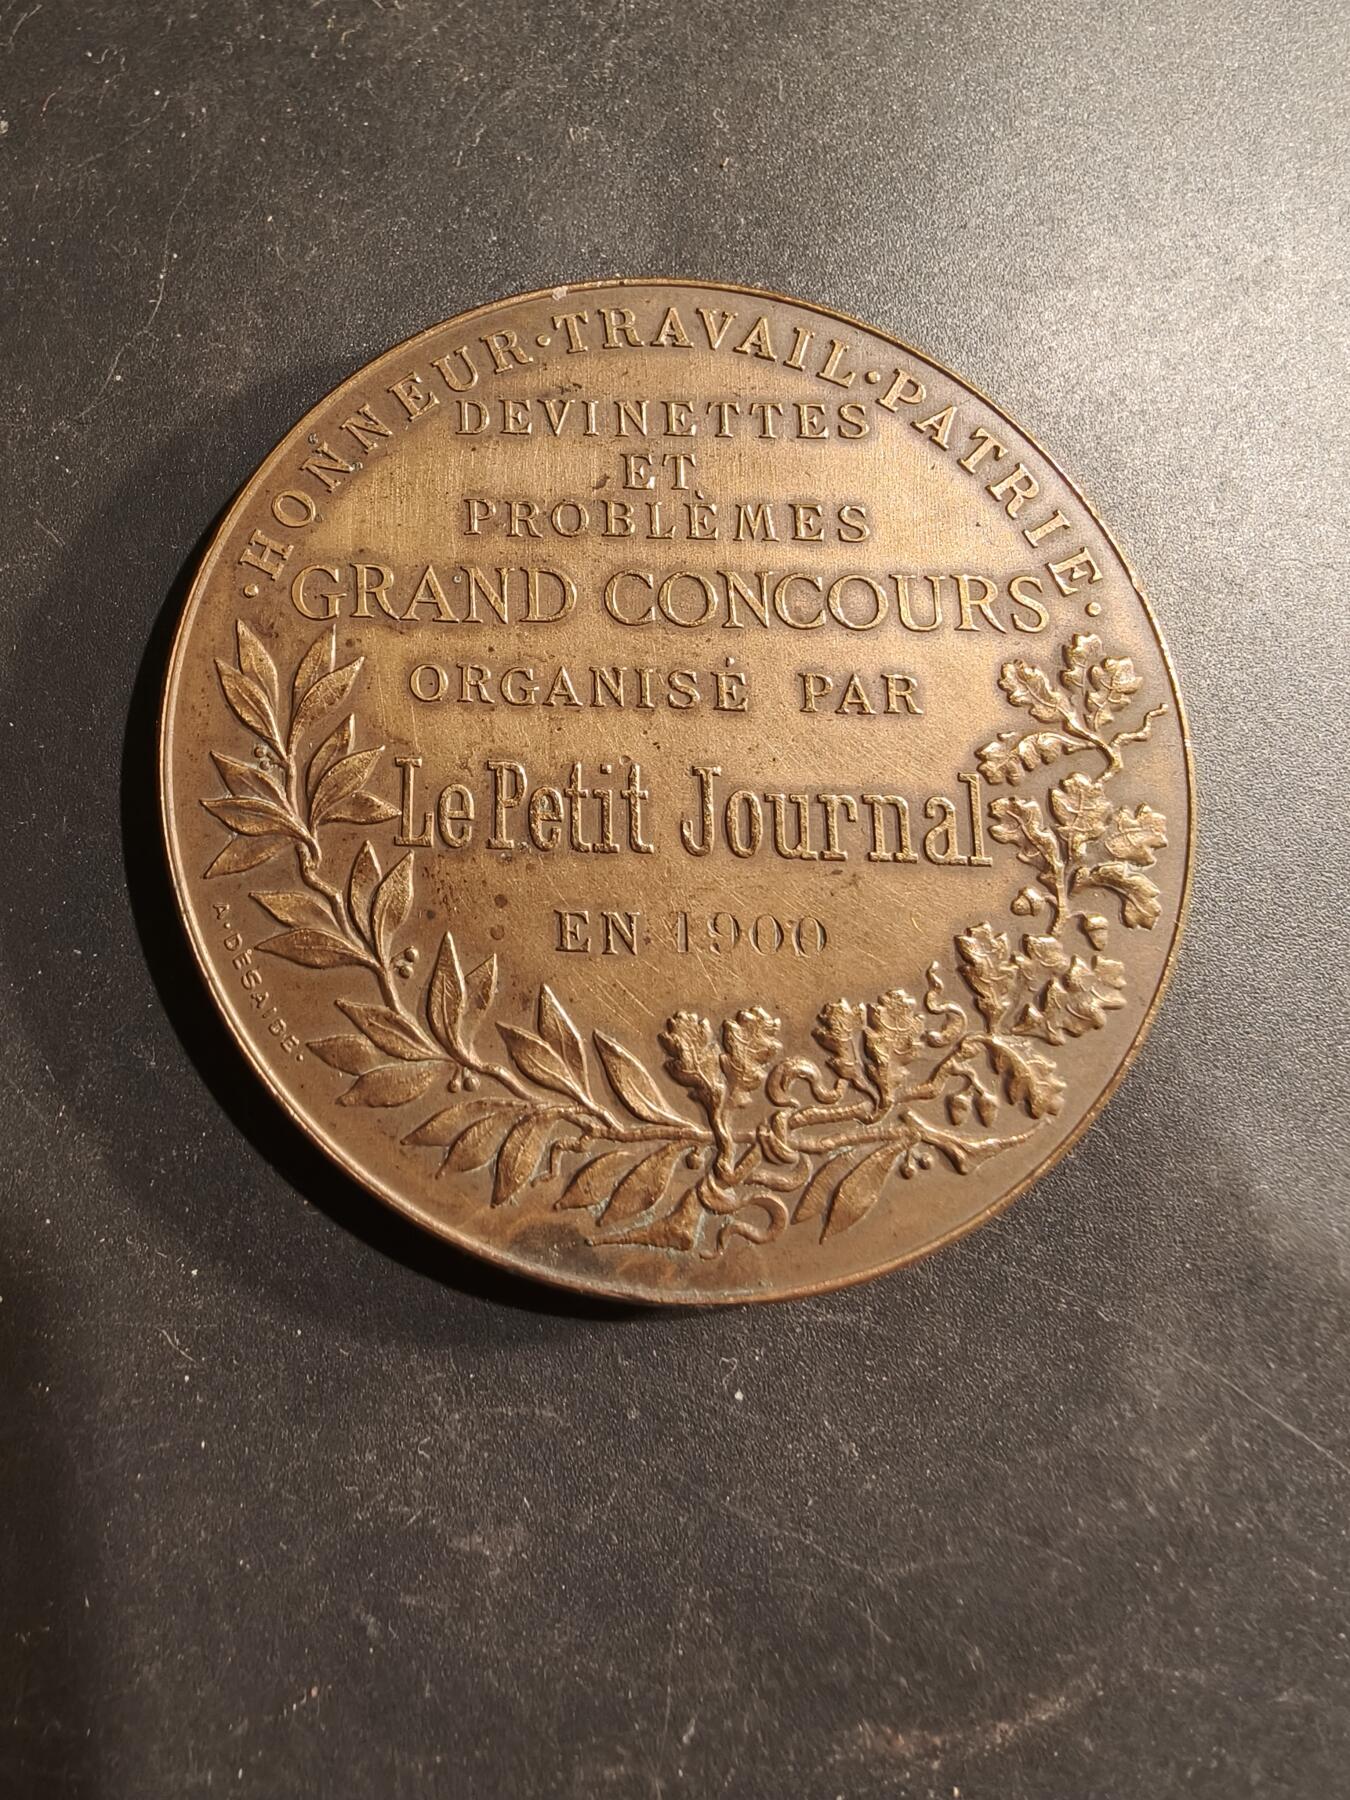 ·HONNEUR·TRAVAIL·PATRIE·
DEVINETTES
ET
PROBLÈMES
GRAND CONCOURS
ORGANISÉ PAR
Le Petit Journal
EN 1900
A·DESAIDE·